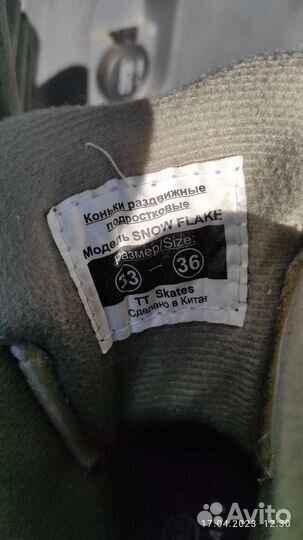 Коньки раздвижные
подростковые
Модель SNOW FLAKE
размер/Size:
33 - 36
TT Skates
Сделано в Китае
Avito
17.04.2023 12:30